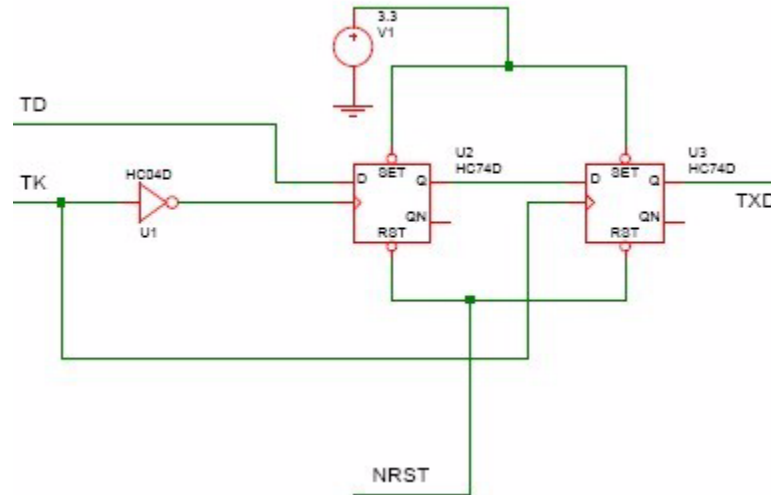 3.3
V1
TD
TK
HC04D
U1
U2
HC74D
D
SET
Q
QN
RST
U3
HC74D
D
SET
Q
QN
RST
TXD
NRST